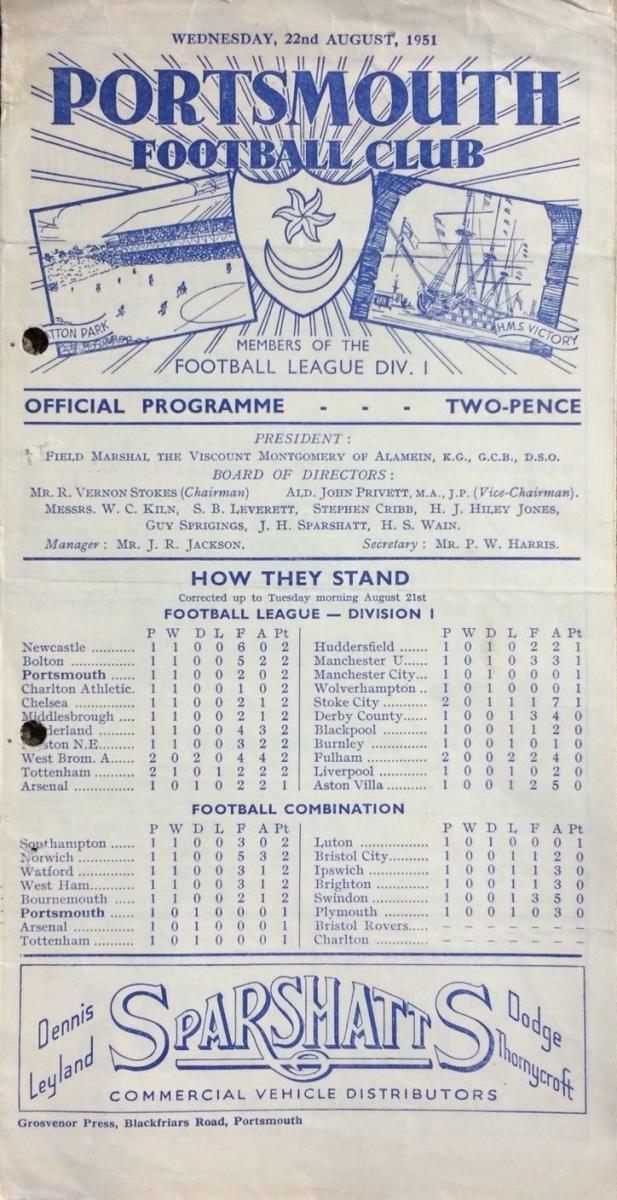 WEDNESDAY, 22nd AUGUST, 1951
PORTSMOUTH
FOOTBALL CLUB
TTON PARK
H.M.S. VICTORY
MEMBERS OF THE
FOOTBALL LEAGUE DIV. I
OFFICIAL PROGRAMME - - - TWO-PENCE
PRESIDENT :
FIELD MARSHAL THE VISCOUNT MONTGOMERY OF ALAMEIN, K.G., G.C.B., D.S.O.
BOARD OF DIRECTORS :
MR. R. VERNON STOKES (Chairman) ALD. JOHN PRIVETT, M.A., J.P. (Vice-Chairman).
MESSRS. W. C. KILN, S. B. LEVERETT, STEPHEN CRIBB, H. J. HILEY JONES,
GUY SPRIGINGS, J. H. SPARSHATT, H. S. WAIN.
Manager : MR. J. R. JACKSON. Secretary : MR. P. W. HARRIS.
HOW THEY STAND
Corrected up to Tuesday morning August 21st
FOOTBALL LEAGUE — DIVISION I
P W D L F A Pt
Newcastle ........... 1 1 0 0 6 0 2
Bolton ................ 1 1 0 0 5 2 2
Portsmouth ...... 1 1 0 0 2 0 2
Charlton Athletic. 1 1 0 0 1 0 2
Chelsea .............. 1 1 0 0 2 1 2
Middlesbrough .... 1 1 0 0 2 1 2
derland ........ 1 1 0 0 4 3 2
ston N.E....... 1 1 0 0 3 2 2
West Brom. A..... 2 0 2 0 4 4 2
Tottenham ......... 2 1 0 1 2 2 2
Arsenal .............. 1 0 1 0 2 2 1
P W D L F A Pt
Huddersfield ....... 1 0 1 0 2 2 1
Manchester U...... 1 0 1 0 3 3 1
Manchester City... 1 0 1 0 0 0 1
Wolverhampton .. 1 0 1 0 0 0 1
Stoke City .......... 2 0 1 1 1 7 1
Derby County...... 1 0 0 1 3 4 0
Blackpool ........... 1 0 0 1 1 2 0
Burnley .............. 1 0 0 1 0 1 0
Fulham .............. 2 0 0 2 2 4 0
Liverpool ........... 1 0 0 1 0 2 0
Aston Villa ......... 1 0 0 1 2 5 0
FOOTBALL COMBINATION
P W D L F A Pt
Southampton ...... 1 1 0 0 3 0 2
Norwich .............. 1 1 0 0 5 3 2
Watford .............. 1 1 0 0 3 1 2
West Ham........... 1 1 0 0 3 1 2
Bournemouth ...... 1 1 0 0 2 1 2
Portsmouth ...... 1 0 1 0 0 0 1
Arsenal .............. 1 0 1 0 0 0 1
Tottenham .......... 1 0 1 0 0 0 1
P W D L F A Pt
Luton ................ 1 0 1 0 0 0 1
Bristol City.......... 1 0 0 1 1 2 0
Ipswich .............. 1 0 0 1 1 3 0
Brighton ............. 1 0 0 1 1 3 0
Swindon ............. 1 0 0 1 3 5 0
Plymouth ........... 1 0 0 1 0 3 0
Bristol Rovers..... – – – – – – –
Charlton ............. – – – – – – –
Dennis
Leyland
SPARSHATTS
Dodge
Thornycroft
COMMERCIAL VEHICLE DISTRIBUTORS
Grosvenor Press, Blackfriars Road, Portsmouth